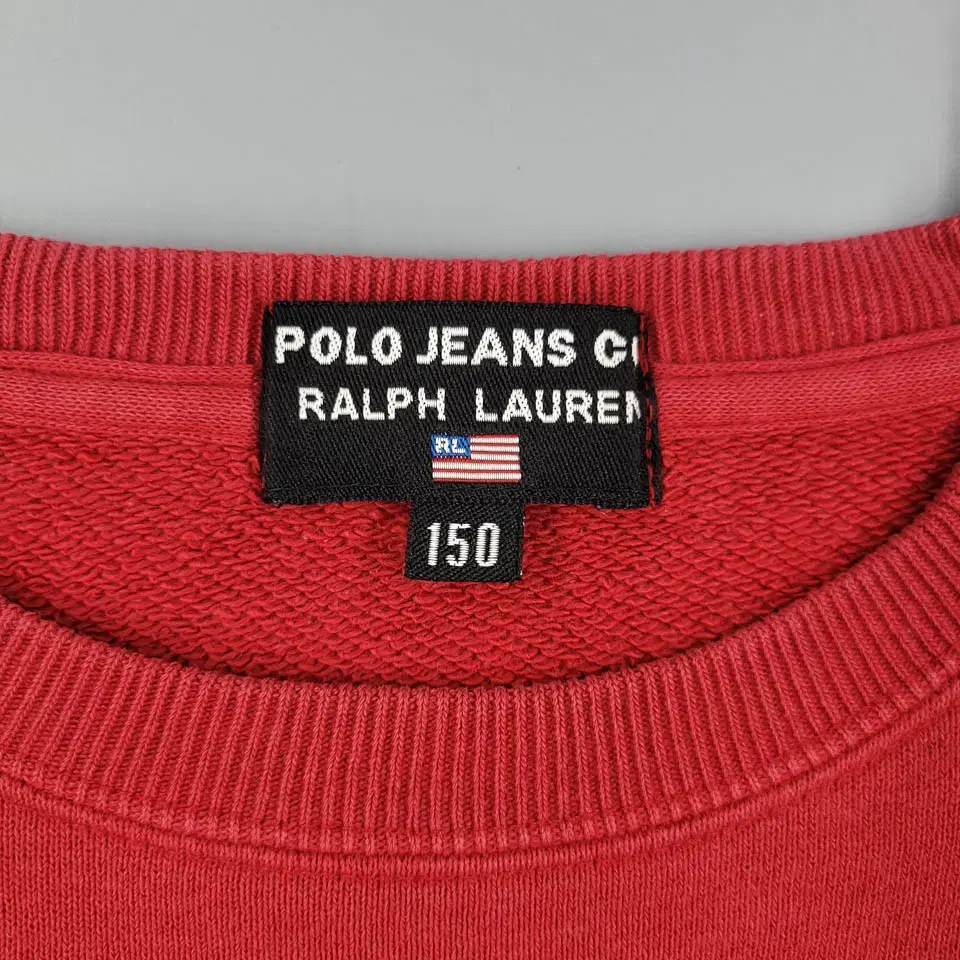 POLO JEANS C
RALPH LAUREN
RL
150